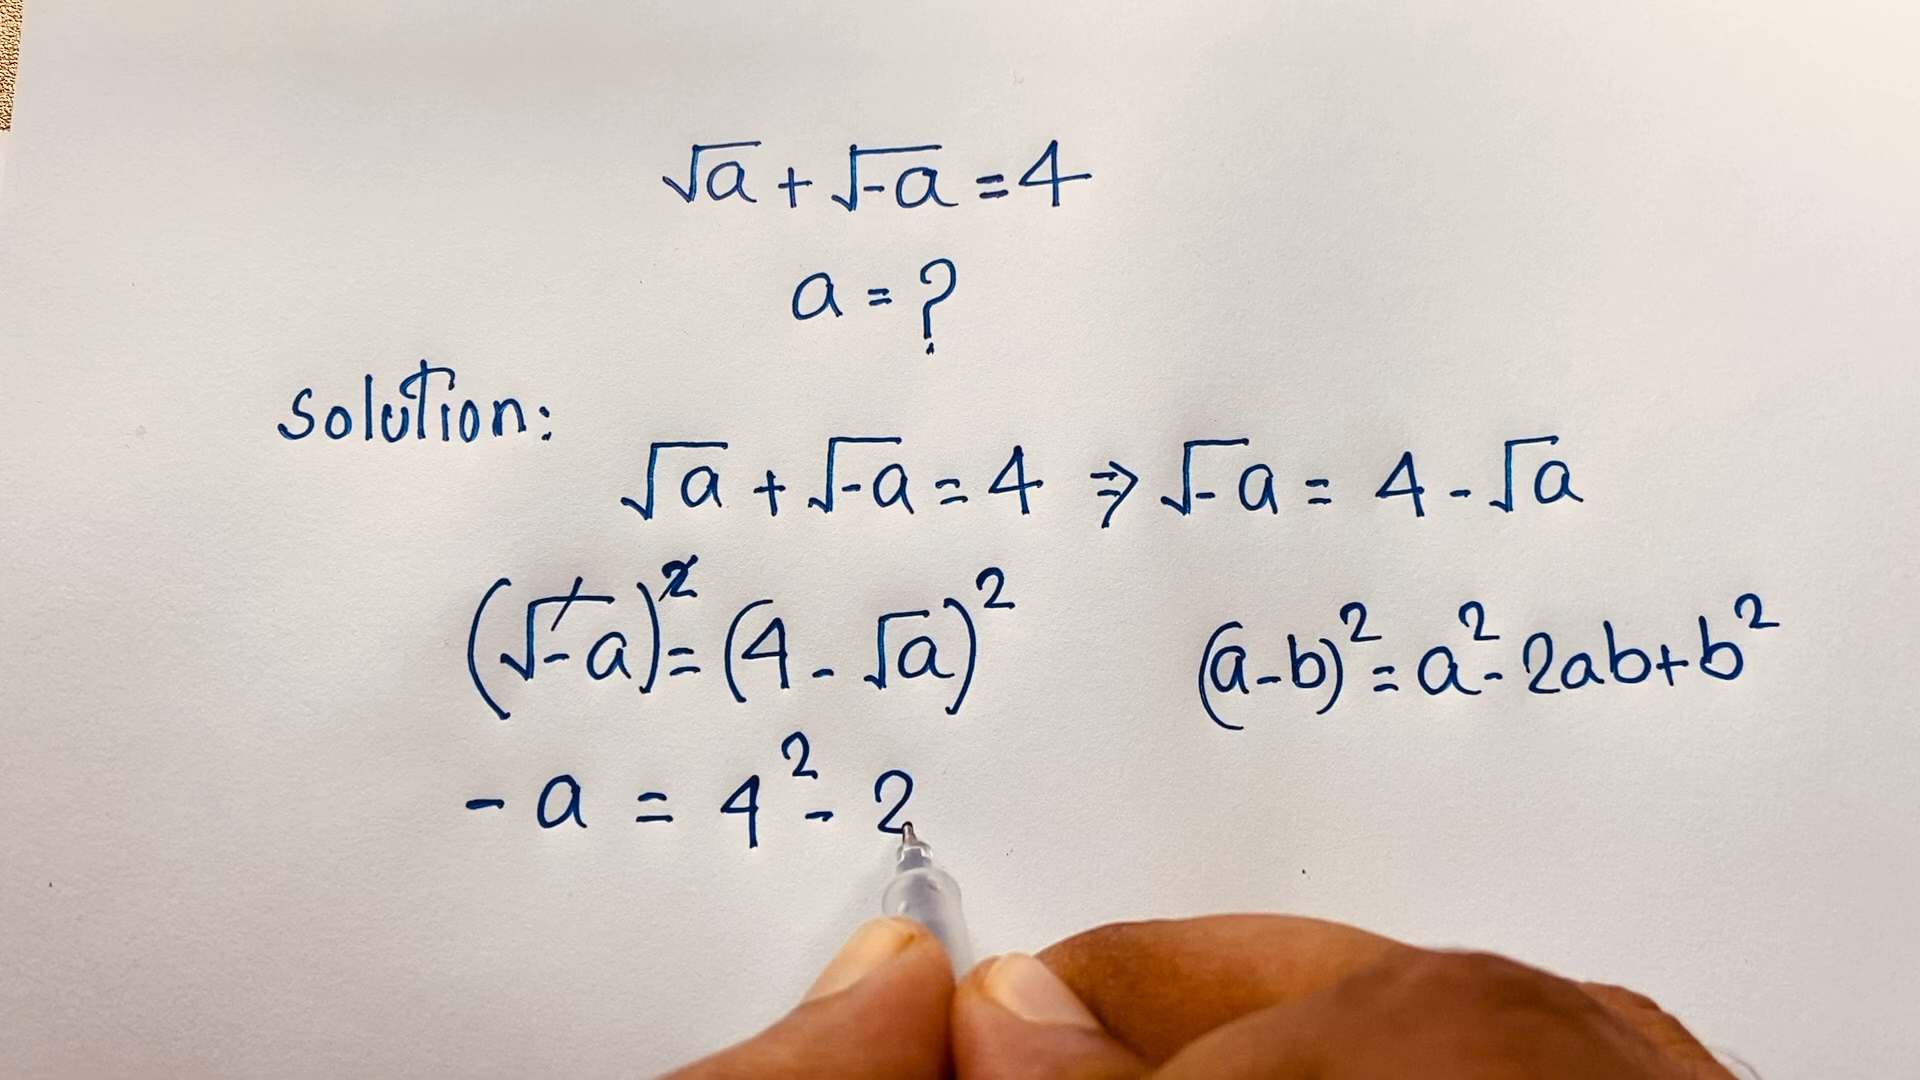 √a + √-a = 4
a = ?
Solution:
√a + √-a = 4 ⇒ √-a = 4 - √a
(√-a)² = (4 - √a)² (a-b)² = a² - 2ab + b²
-a = 4² - 2